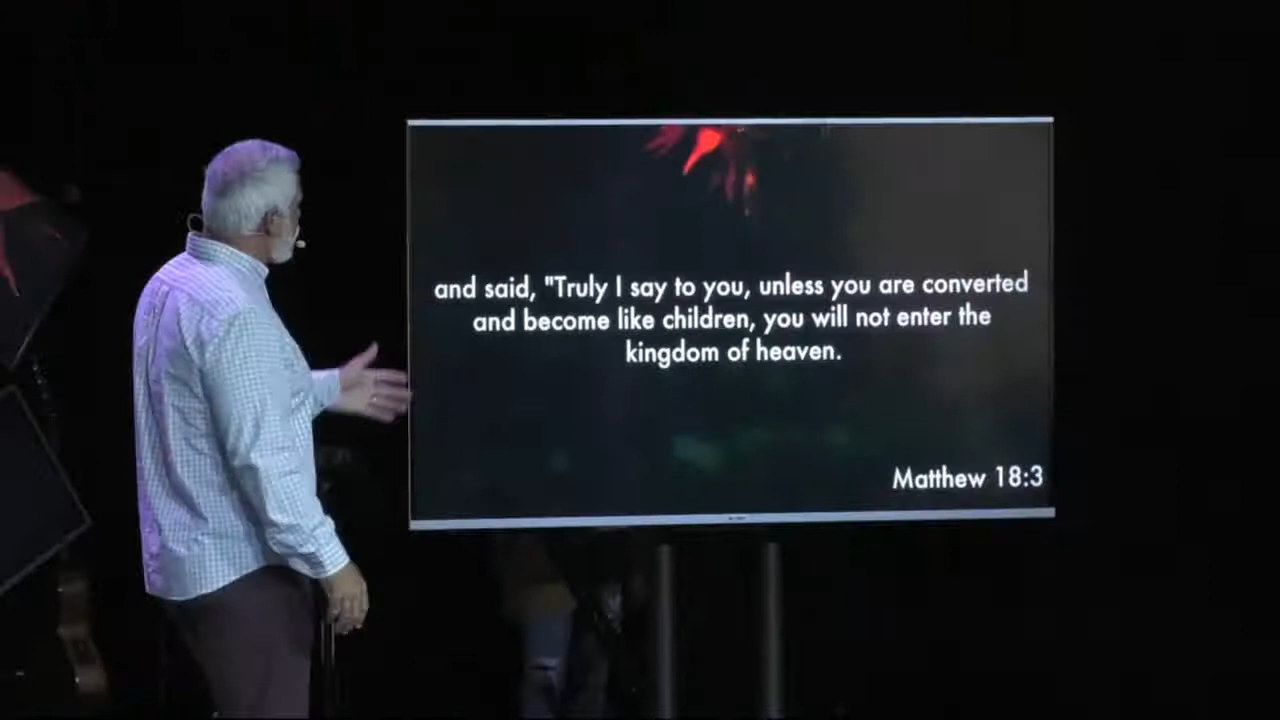 and said, "Truly I say to you, unless you are converted
and become like children, you will not enter the
kingdom of heaven.
Matthew 18:3